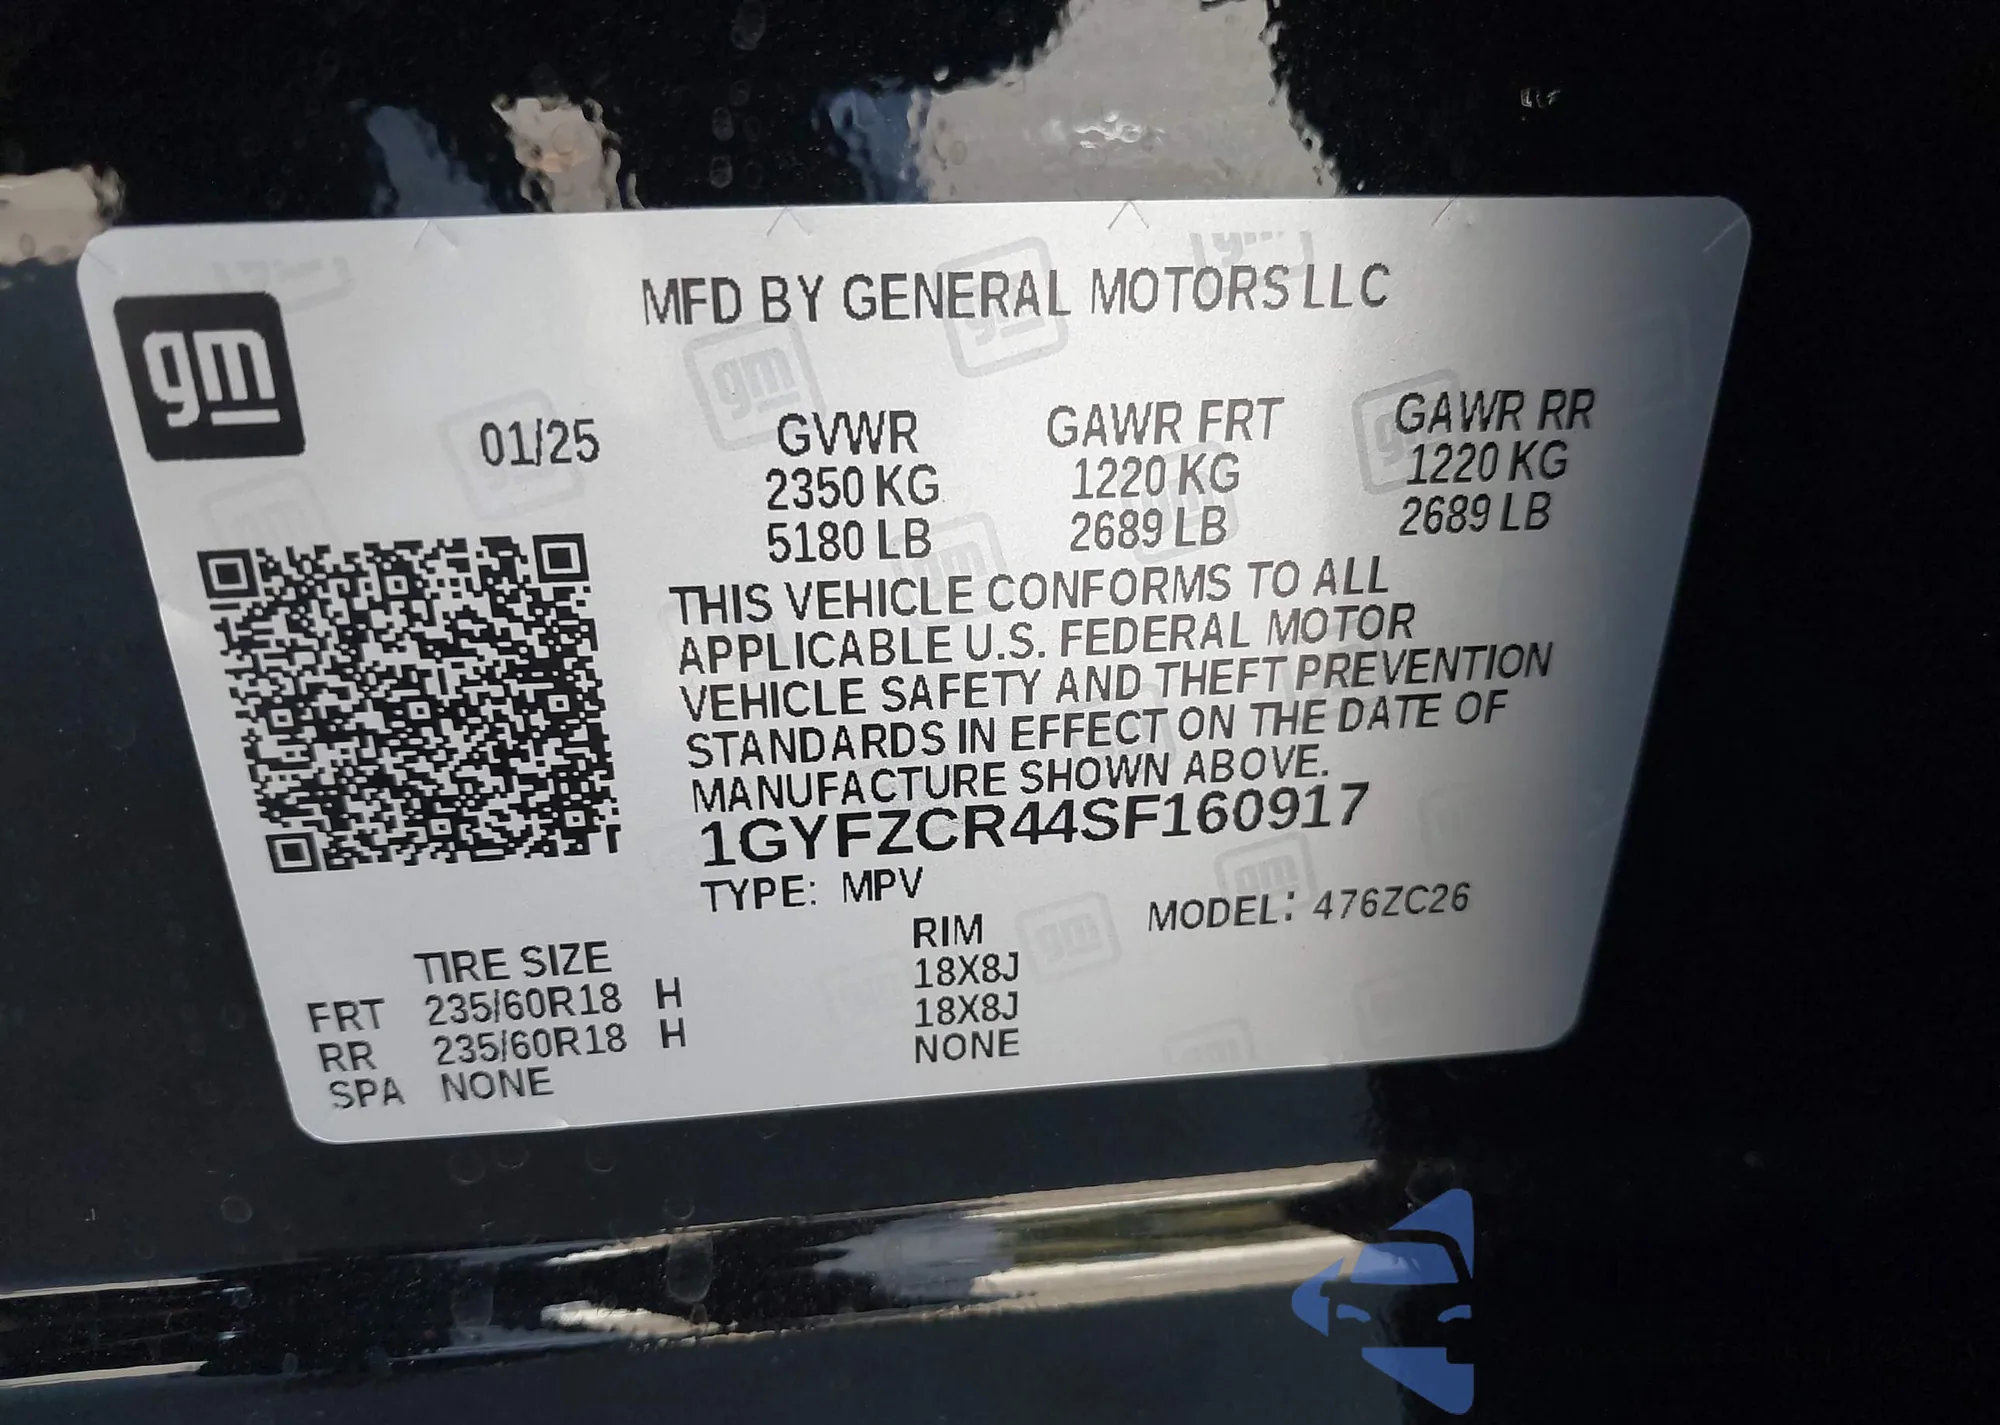 gm
MFD BY GENERAL MOTORS LLC
01/25
GVWR GAWR FRT GAWR RR
2350 KG 1220 KG 1220 KG
5180 LB 2689 LB 2689 LB
THIS VEHICLE CONFORMS TO ALL
APPLICABLE U.S. FEDERAL MOTOR
VEHICLE SAFETY AND THEFT PREVENTION
STANDARDS IN EFFECT ON THE DATE OF
MANUFACTURE SHOWN ABOVE.
1GYFZCR44SF160917
TYPE: MPV MODEL: 476ZC26
TIRE SIZE RIM
FRT 235/60R18 H 18X8J
RR 235/60R18 H 18X8J
SPA NONE NONE